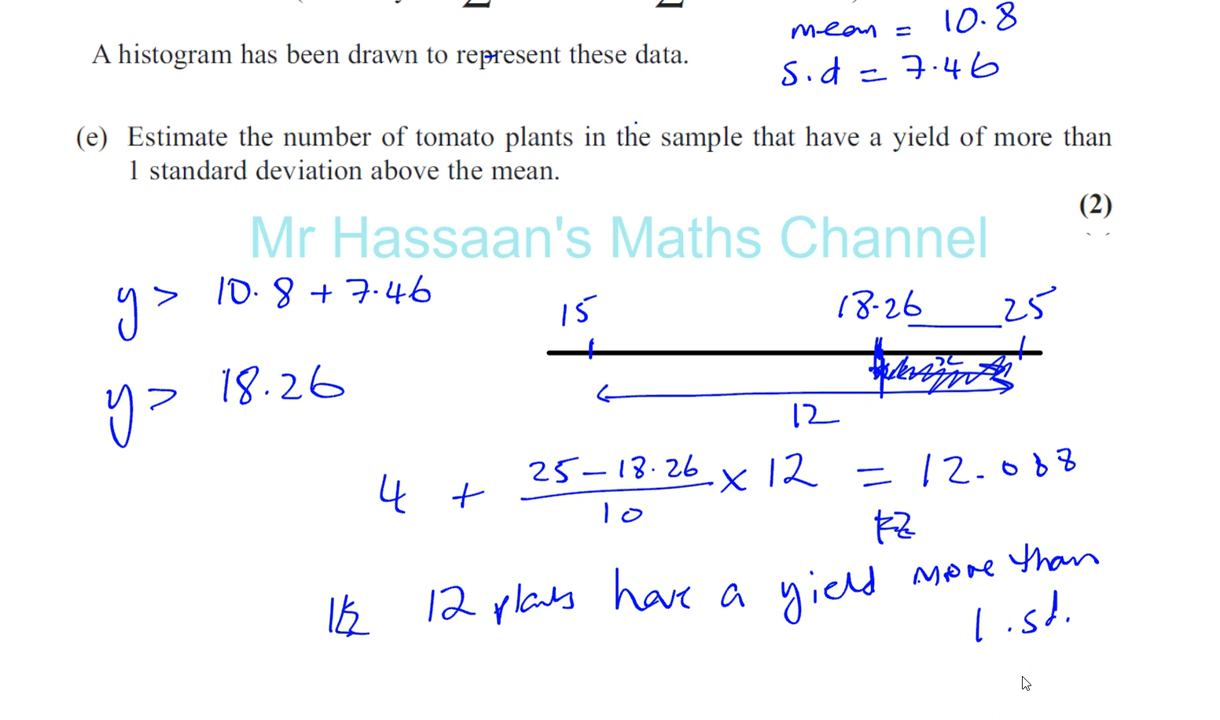 mean = 10.8
A histogram has been drawn to represent these data.
s.d = 7.46
(e) Estimate the number of tomato plants in the sample that have a yield of more than
1 standard deviation above the mean.
(2)
Mr Hassaan's Maths Channel
y > 10.8 + 7.46
15 18.26 25
y > 18.26
12
4 + 25 - 18.26 / 10 × 12 = 12.088
12 plants have a yield more than
1 .sd.